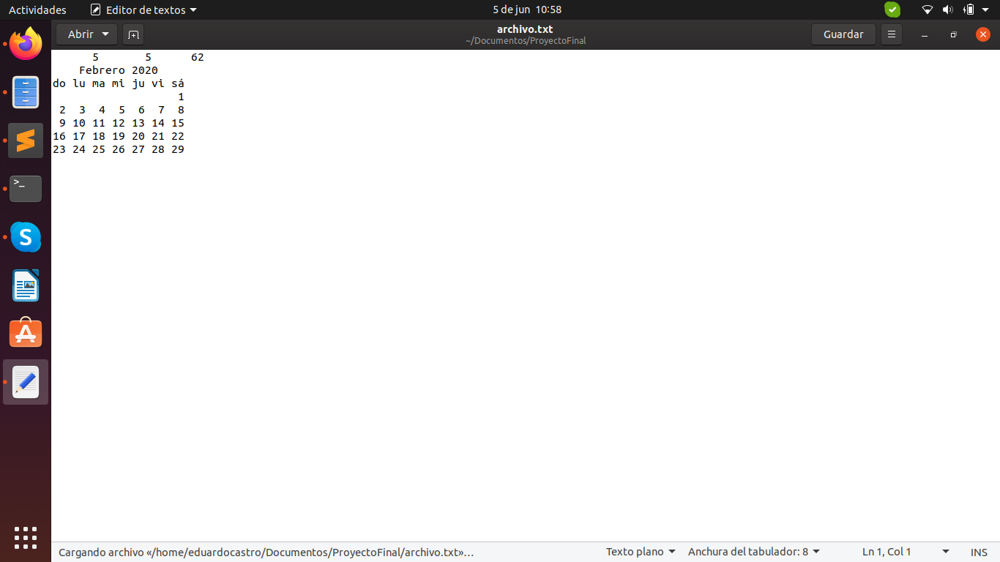 Actividades Editor de textos 5 de jun 10:58
Abrir archivo.txt Guardar
~/Documentos/ProyectoFinal
      5       5      62
    Febrero 2020
do lu ma mi ju vi sá
                   1
 2  3  4  5  6  7  8
 9 10 11 12 13 14 15
16 17 18 19 20 21 22
23 24 25 26 27 28 29
>_
S
Cargando archivo «/home/eduardocastro/Documentos/ProyectoFinal/archivo.txt»… Texto plano Anchura del tabulador: 8 Ln 1, Col 1 INS